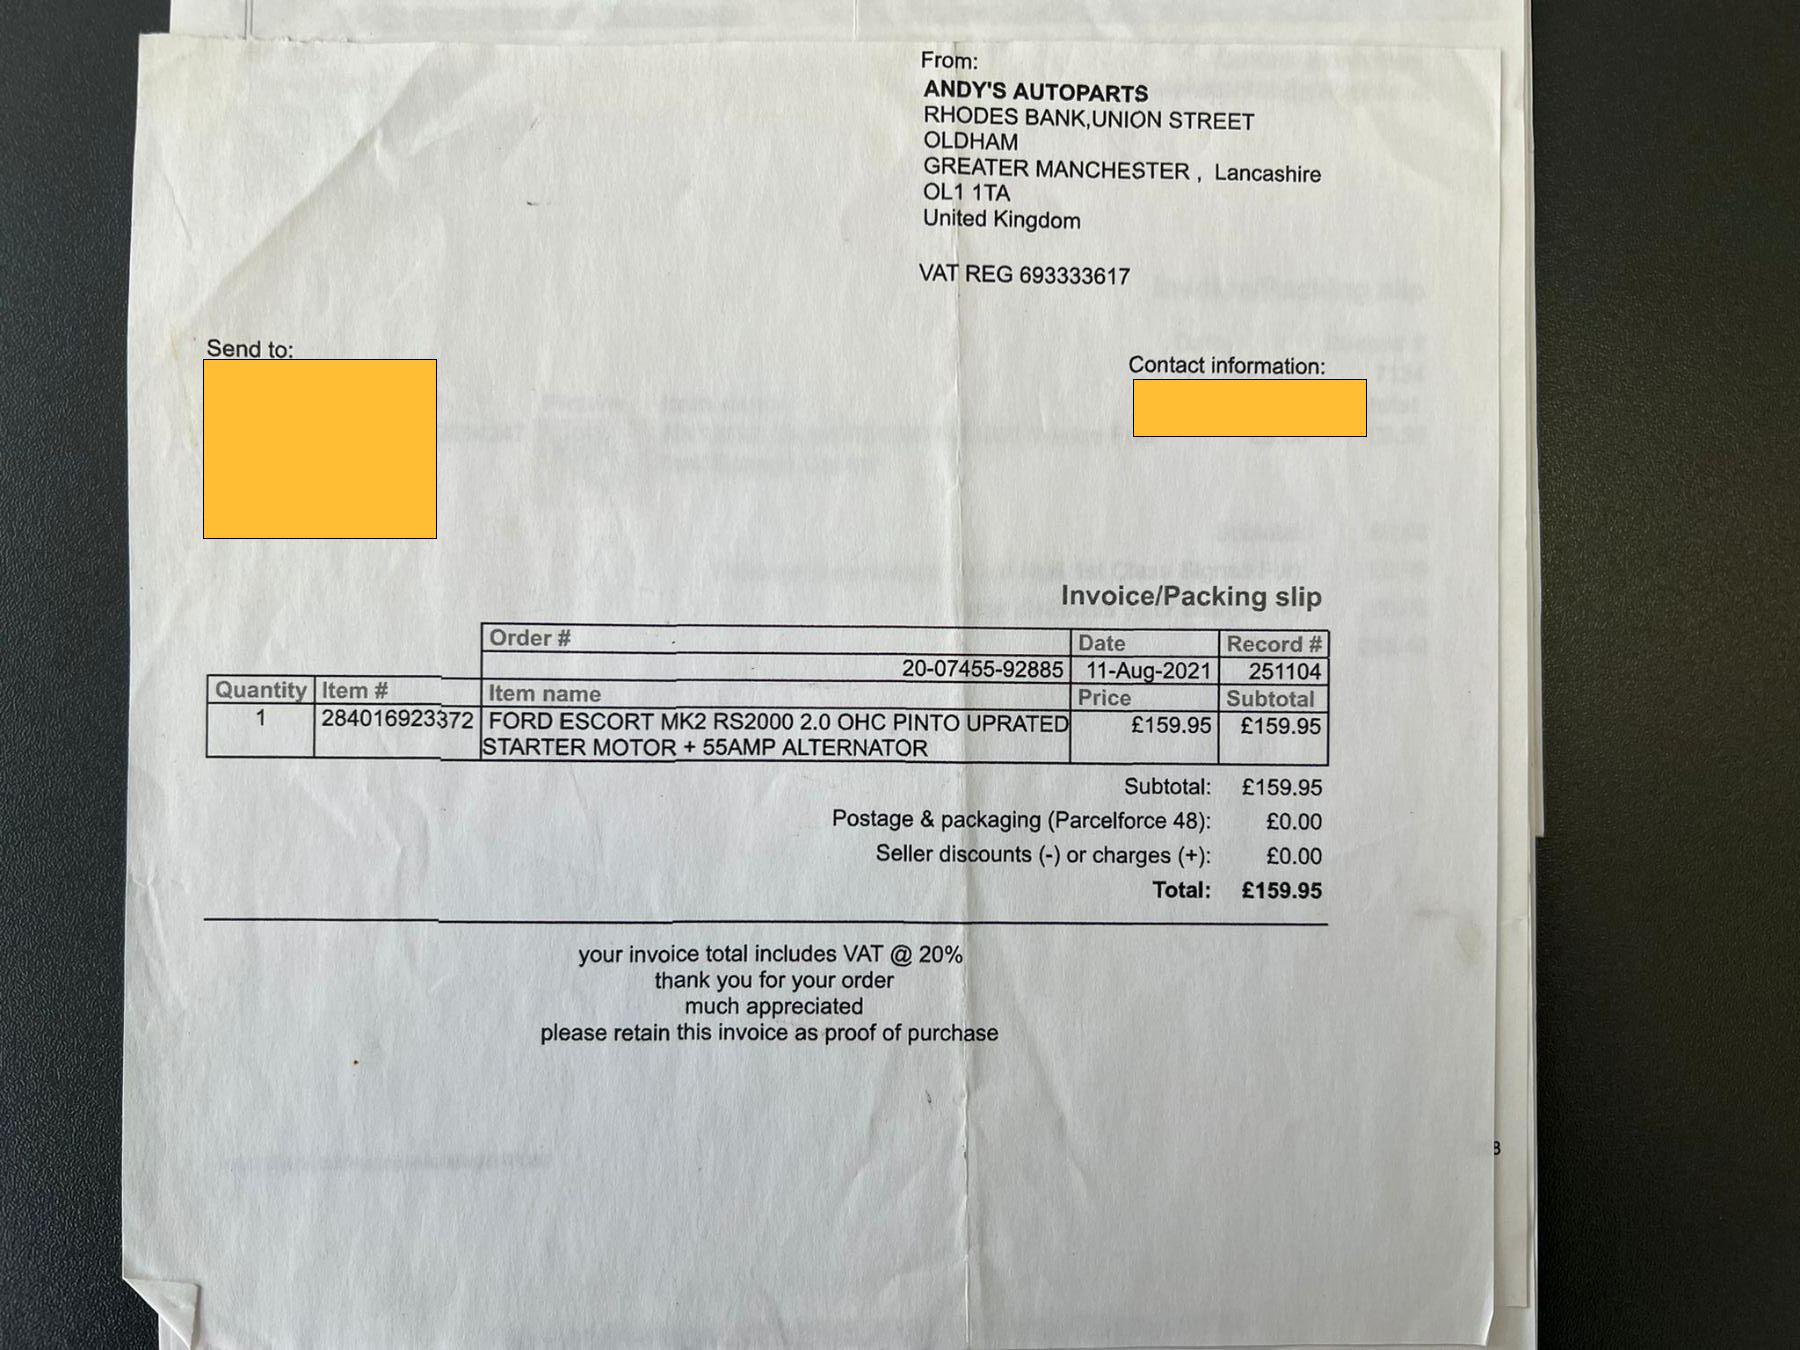 From:
ANDY'S AUTOPARTS
RHODES BANK,UNION STREET
OLDHAM
GREATER MANCHESTER , Lancashire
OL1 1TA
United Kingdom
VAT REG 693333617
Send to:
Contact information:
Invoice/Packing slip
Order # Date Record #
20-07455-92885 11-Aug-2021 251104
Quantity Item # Item name Price Subtotal
1 284016923372 FORD ESCORT MK2 RS2000 2.0 OHC PINTO UPRATED £159.95 £159.95
STARTER MOTOR + 55AMP ALTERNATOR
Subtotal: £159.95
Postage & packaging (Parcelforce 48): £0.00
Seller discounts (-) or charges (+): £0.00
Total: £159.95
your invoice total includes VAT @ 20%
thank you for your order
much appreciated
please retain this invoice as proof of purchase